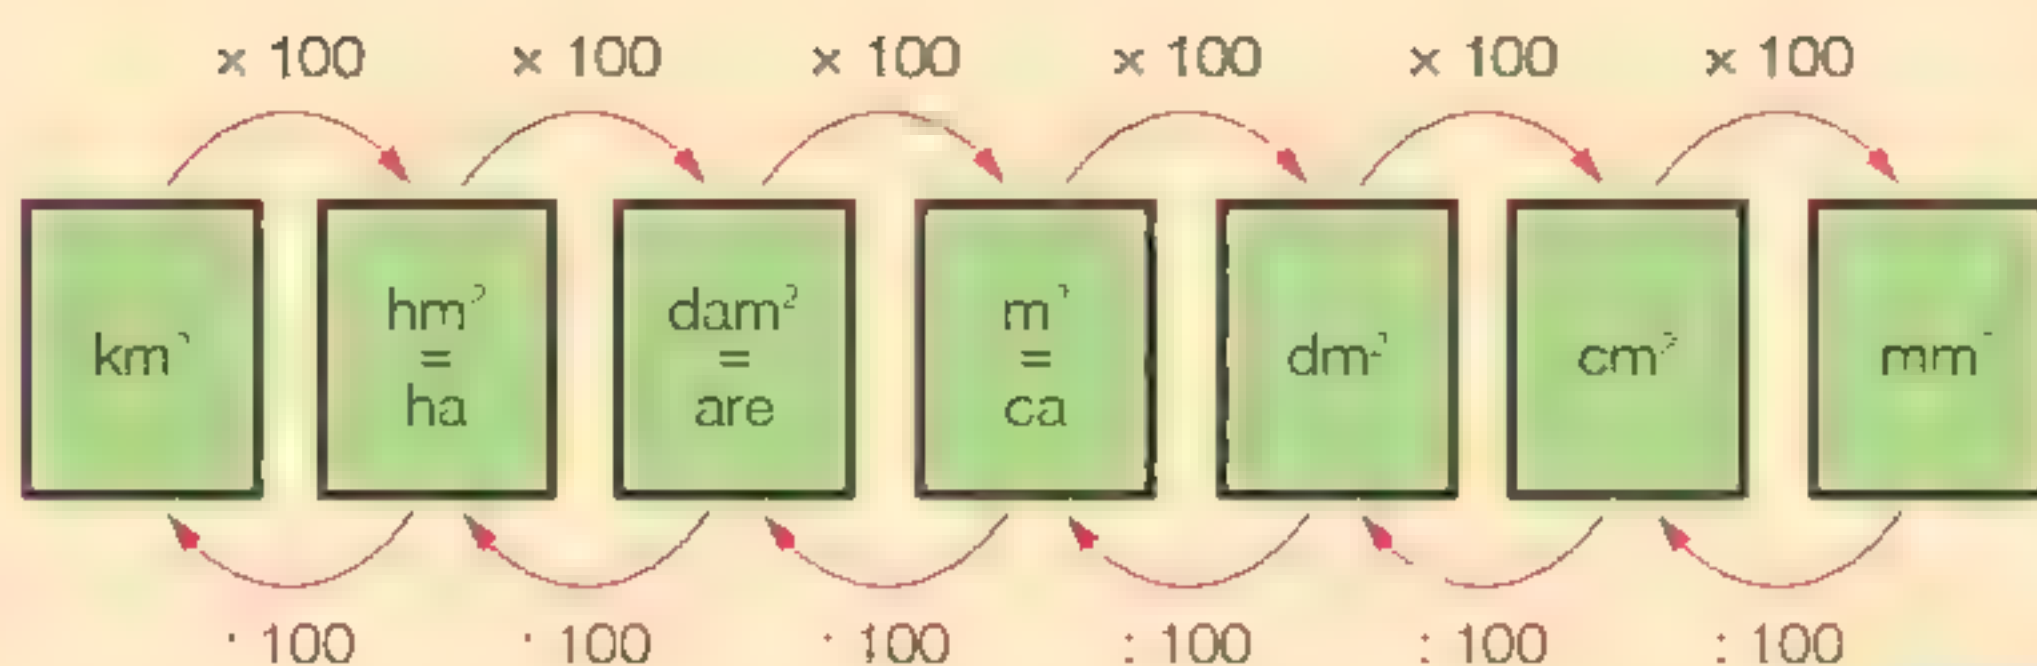 × 100 × 100 × 100 × 100 × 100 × 100
km² hm² = ha dam² = are m² = ca dm² cm² mm²
: 100 : 100 : 100 : 100 : 100 : 100